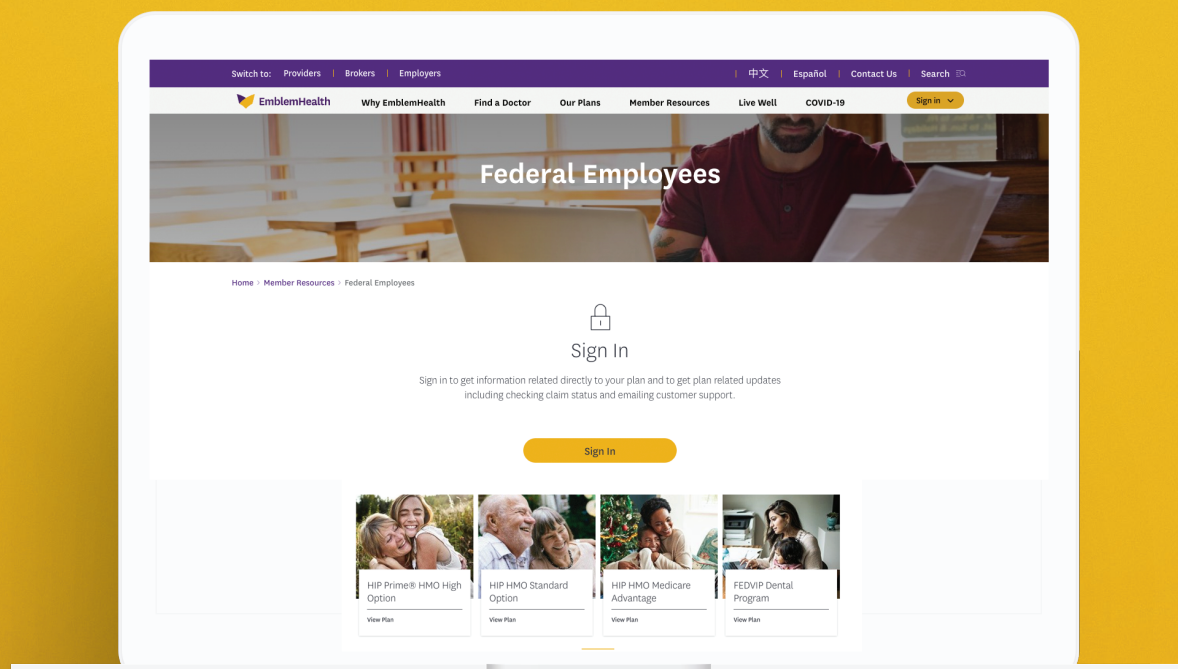 Switch to: Providers | Brokers | Employers
| 中文 | Español | Contact Us | Search
EmblemHealth
Why EmblemHealth Find a Doctor Our Plans Member Resources Live Well COVID-19
Sign in
Federal Employees
Home > Member Resources > Federal Employees
Sign In
Sign in to get information related directly to your plan and to get plan related updates
including checking claim status and emailing customer support.
Sign In
HIP Prime® HMO High
Option
View Plan
HIP HMO Standard
Option
View Plan
HIP HMO Medicare
Advantage
View Plan
FEDVIP Dental
Program
View Plan